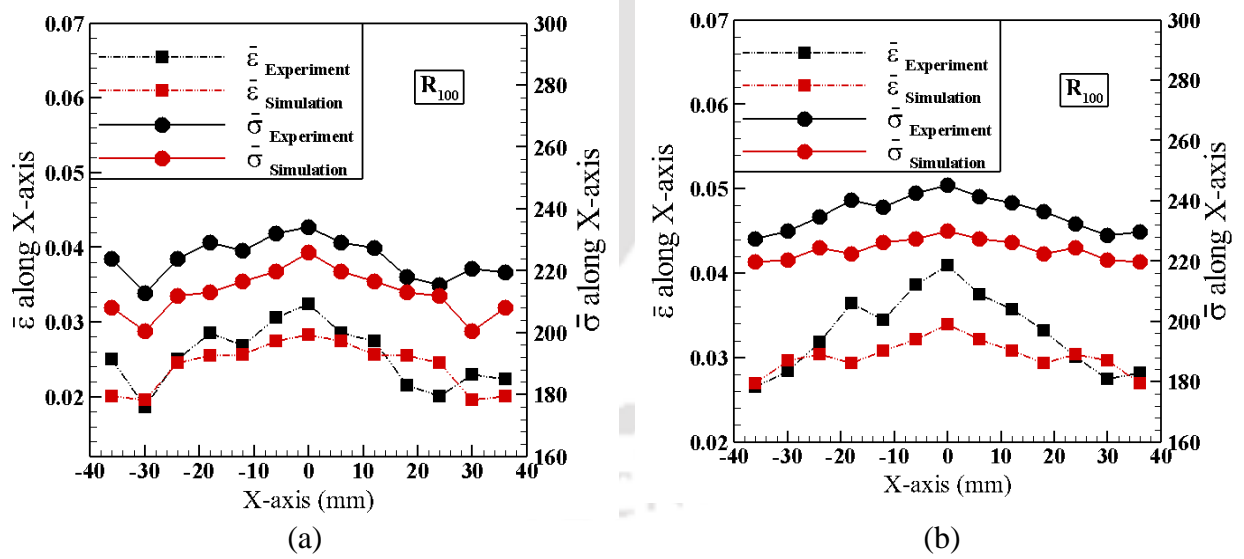 0.07
0.06
0.05
0.04
0.03
0.02
ε̄ along X-axis
ε̄ Experiment
ε̄ Simulation
σ̄ Experiment
σ̄ Simulation
R100
300
280
260
240
220
200
180
160
σ̄ along X-axis
-40 -30 -20 -10 0 10 20 30 40
X-axis (mm)
(a)
0.07
0.06
0.05
0.04
0.03
0.02
ε̄ along X-axis
ε̄ Experiment
ε̄ Simulation
σ̄ Experiment
σ̄ Simulation
R100
300
280
260
240
220
200
180
160
σ̄ along X-axis
-40 -30 -20 -10 0 10 20 30 40
X-axis (mm)
(b)